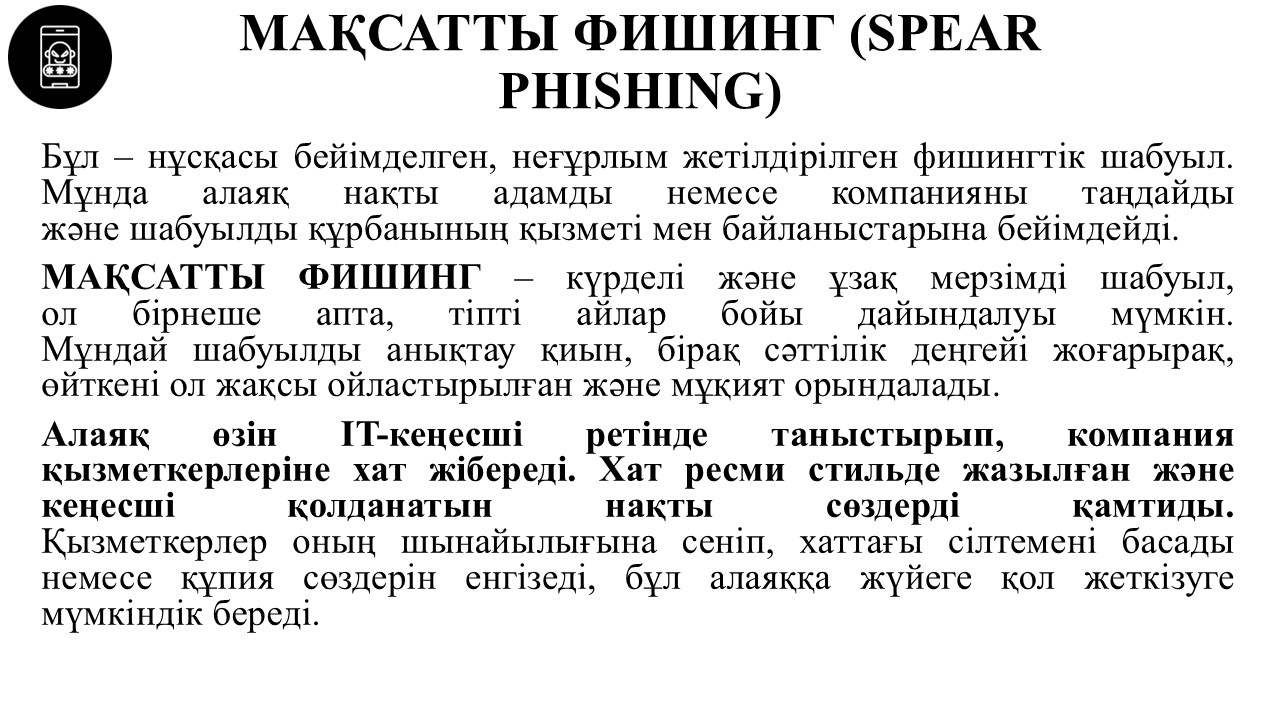 МАҚСАТТЫ ФИШИНГ (SPEAR
PHISHING)
Бұл – нұсқасы бейімделген, неғұрлым жетілдірілген фишингтік шабуыл.
Мұнда алаяқ нақты адамды немесе компанияны таңдайды
және шабуылды құрбанының қызметі мен байланыстарына бейімдейді.
МАҚСАТТЫ ФИШИНГ – күрделі және ұзақ мерзімді шабуыл,
ол бірнеше апта, тіпті айлар бойы дайындалуы мүмкін.
Мұндай шабуылды анықтау қиын, бірақ сәттілік деңгейі жоғарырақ,
өйткені ол жақсы ойластырылған және мұқият орындалады.
Алаяқ өзін IT-кеңесші ретінде таныстырып, компания
қызметкерлеріне хат жібереді. Хат ресми стильде жазылған және
кеңесші қолданатын нақты сөздерді қамтиды.
Қызметкерлер оның шынайылығына сеніп, хаттағы сілтемені басады
немесе құпия сөздерін енгізеді, бұл алаяққа жүйеге қол жеткізуге
мүмкіндік береді.